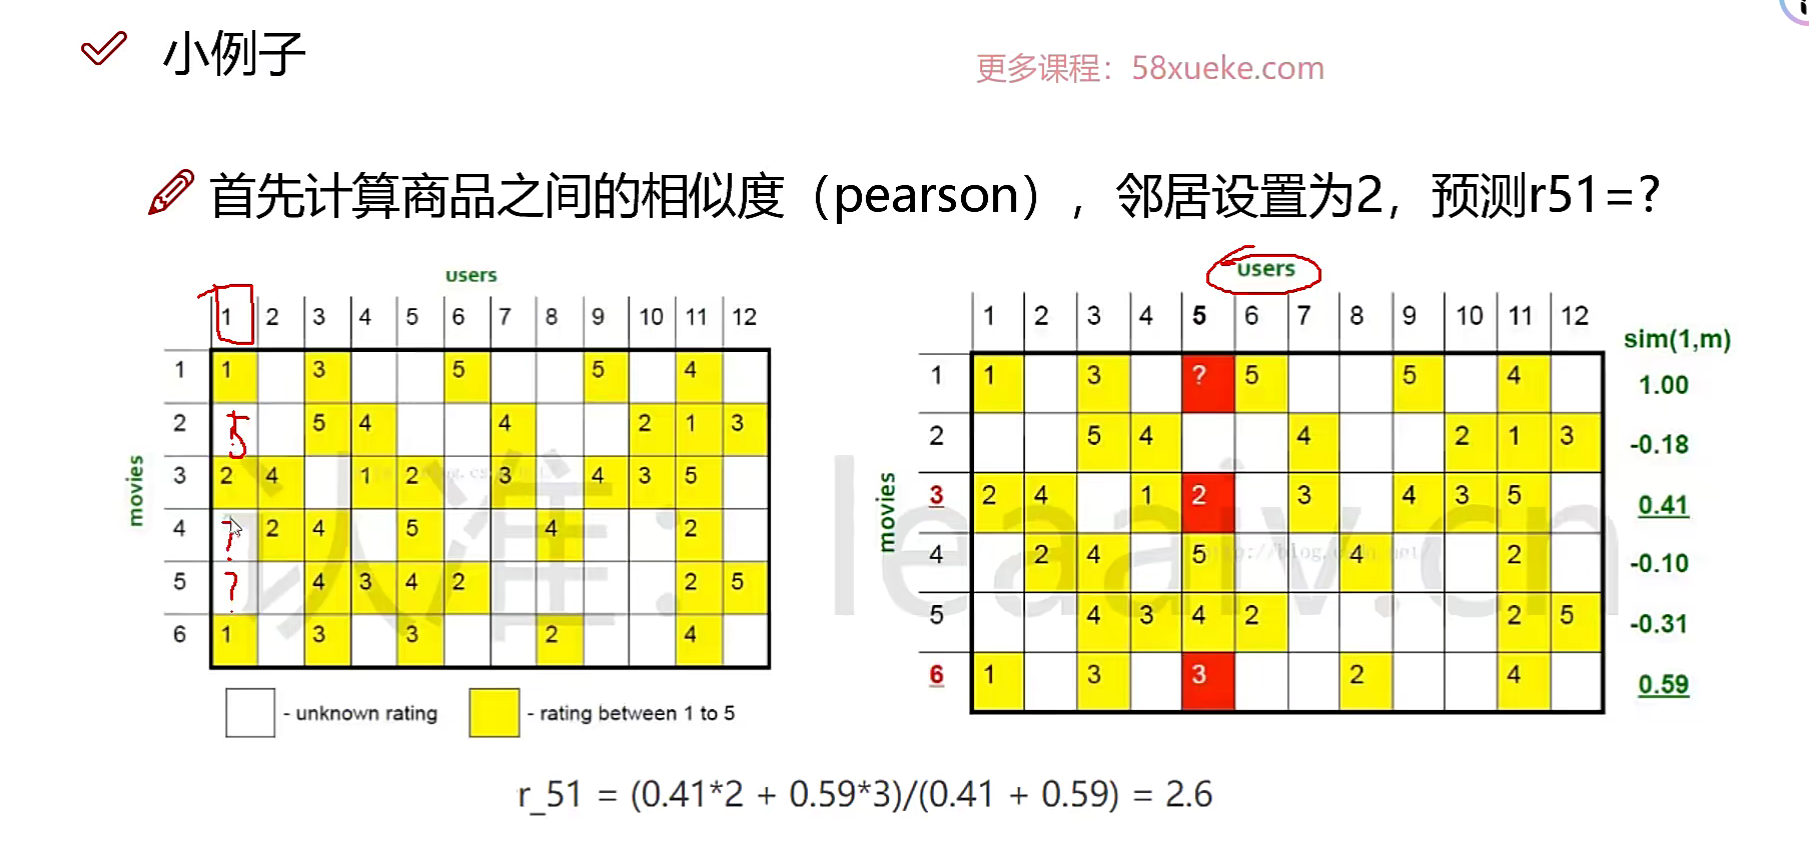 小例子
更多课程：58xueke.com
首先计算商品之间的相似度（pearson），邻居设置为2，预测r51=?
users
1 2 3 4 5 6 7 8 9 10 11 12
movies
1 1 3 5 5 4
2 5 5 4 4 2 1 3
3 2 4 1 2 3 4 3 5
4 ? 2 4 5 4 2
5 ? 4 3 4 2 2 5
6 1 3 3 2 4
- unknown rating
- rating between 1 to 5
users
1 2 3 4 5 6 7 8 9 10 11 12
sim(1,m)
movies
1 1 3 ? 5 5 4 1.00
2 5 4 4 2 1 3 -0.18
3 2 4 1 2 3 4 3 5 0.41
4 2 4 5 4 2 -0.10
5 4 3 4 2 2 5 -0.31
6 1 3 3 2 4 0.59
认准：leaaiv.cn
r_51 = (0.41*2 + 0.59*3)/(0.41 + 0.59) = 2.6